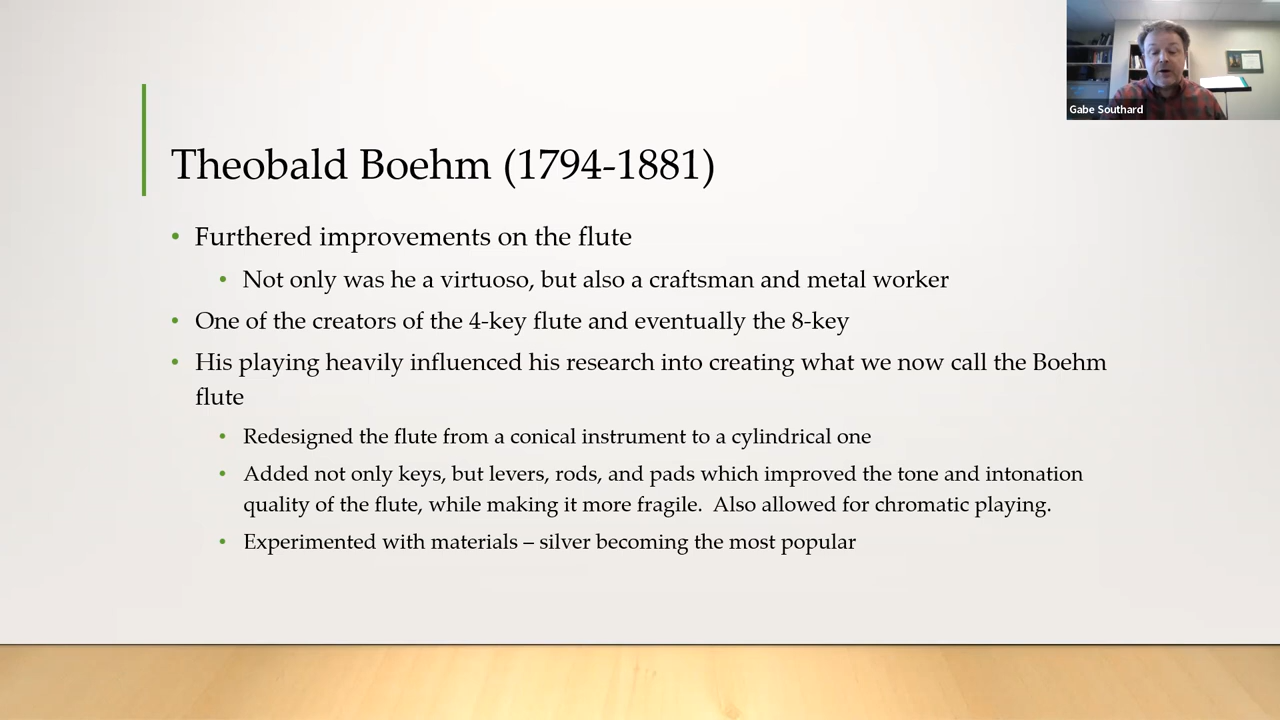 Gabe Southard
Theobald Boehm (1794-1881)
• Furthered improvements on the flute
• Not only was he a virtuoso, but also a craftsman and metal worker
• One of the creators of the 4-key flute and eventually the 8-key
• His playing heavily influenced his research into creating what we now call the Boehm
flute
• Redesigned the flute from a conical instrument to a cylindrical one
• Added not only keys, but levers, rods, and pads which improved the tone and intonation
quality of the flute, while making it more fragile.  Also allowed for chromatic playing.
• Experimented with materials – silver becoming the most popular